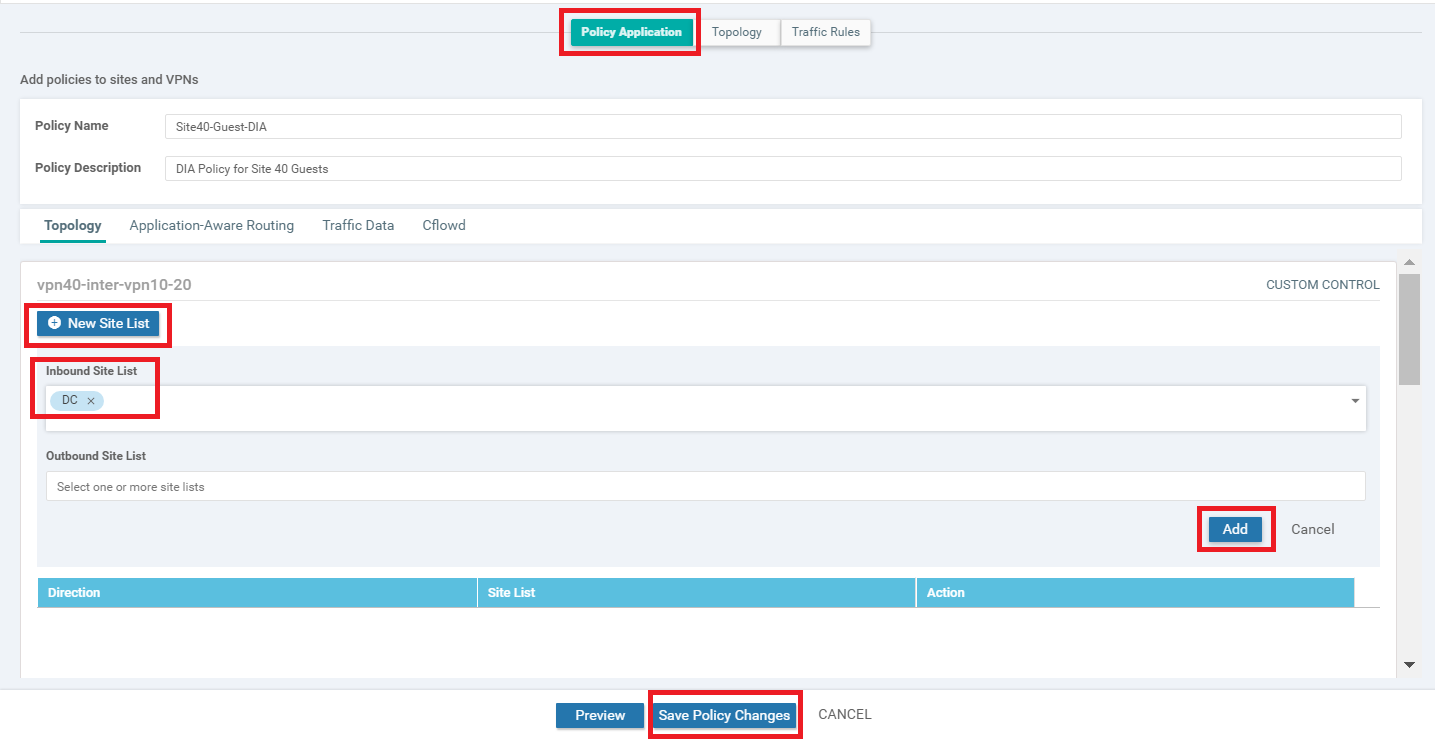 Policy Application Topology Traffic Rules
Add policies to sites and VPNs
Policy Name Site40-Guest-DIA
Policy Description DIA Policy for Site 40 Guests
Topology Application-Aware Routing Traffic Data Cflowd
vpn40-inter-vpn10-20 CUSTOM CONTROL
New Site List
Inbound Site List
DC ×
Outbound Site List
Select one or more site lists
Add Cancel
Direction Site List Action
Preview Save Policy Changes CANCEL